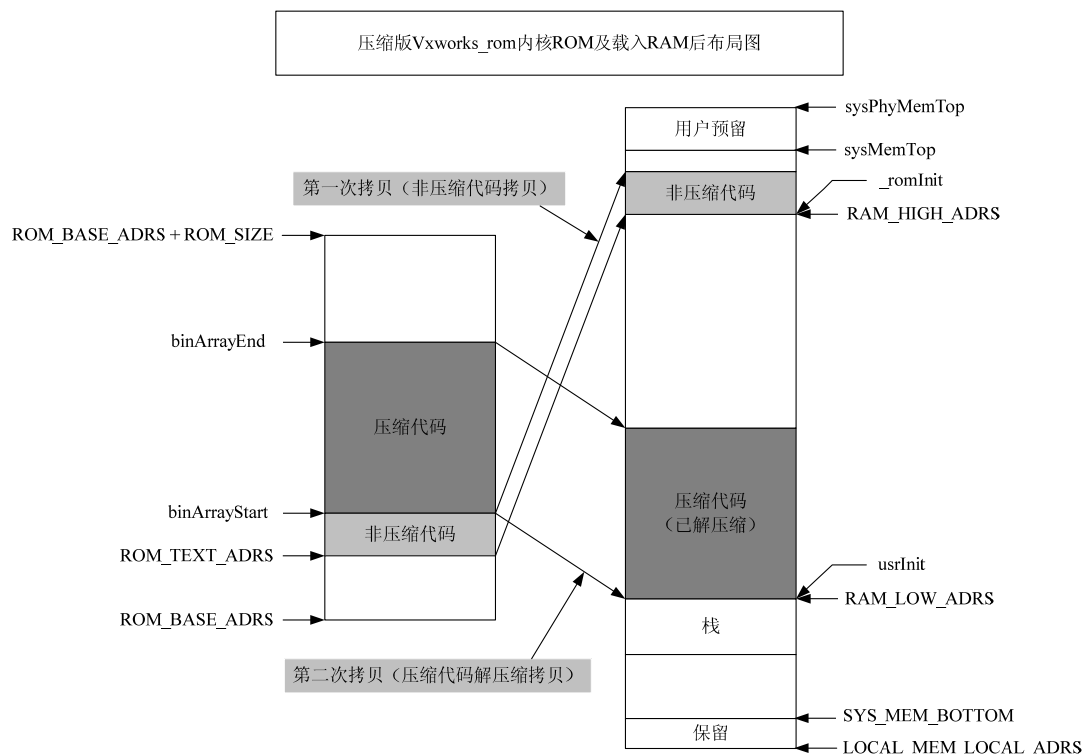 压缩版Vxworks_rom内核ROM及载入RAM后布局图
sysPhyMemTop
用户预留
sysMemTop
第一次拷贝（非压缩代码拷贝）
_romInit
非压缩代码
RAM_HIGH_ADRS
ROM_BASE_ADRS + ROM_SIZE
binArrayEnd
压缩代码
压缩代码
（已解压缩）
binArrayStart
非压缩代码
ROM_TEXT_ADRS
usrInit
RAM_LOW_ADRS
ROM_BASE_ADRS
栈
第二次拷贝（压缩代码解压缩拷贝）
SYS_MEM_BOTTOM
保留
LOCAL_MEM_LOCAL_ADRS